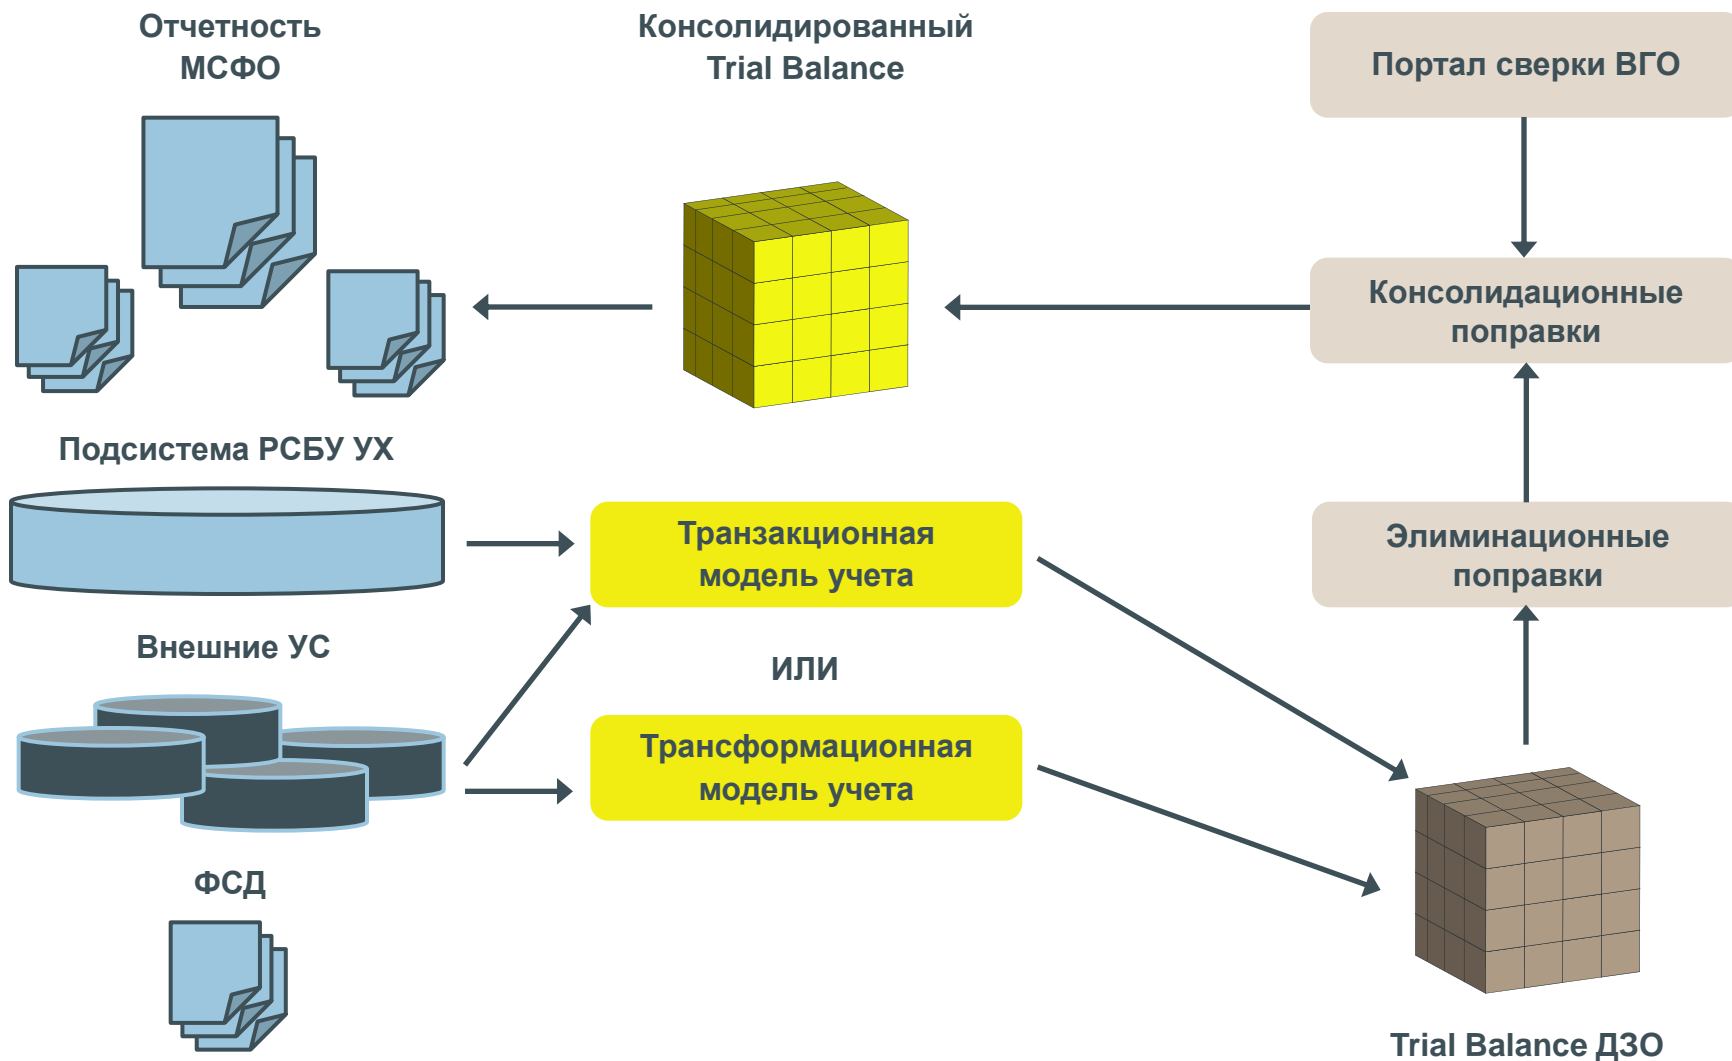 Отчетность
МСФО
Консолидированный
Trial Balance
Портал сверки ВГО
Консолидационные
поправки
Подсистема РСБУ УХ
Транзакционная
модель учета
Элиминационные
поправки
Внешние УС
ИЛИ
Трансформационная
модель учета
ФСД
Trial Balance ДЗО